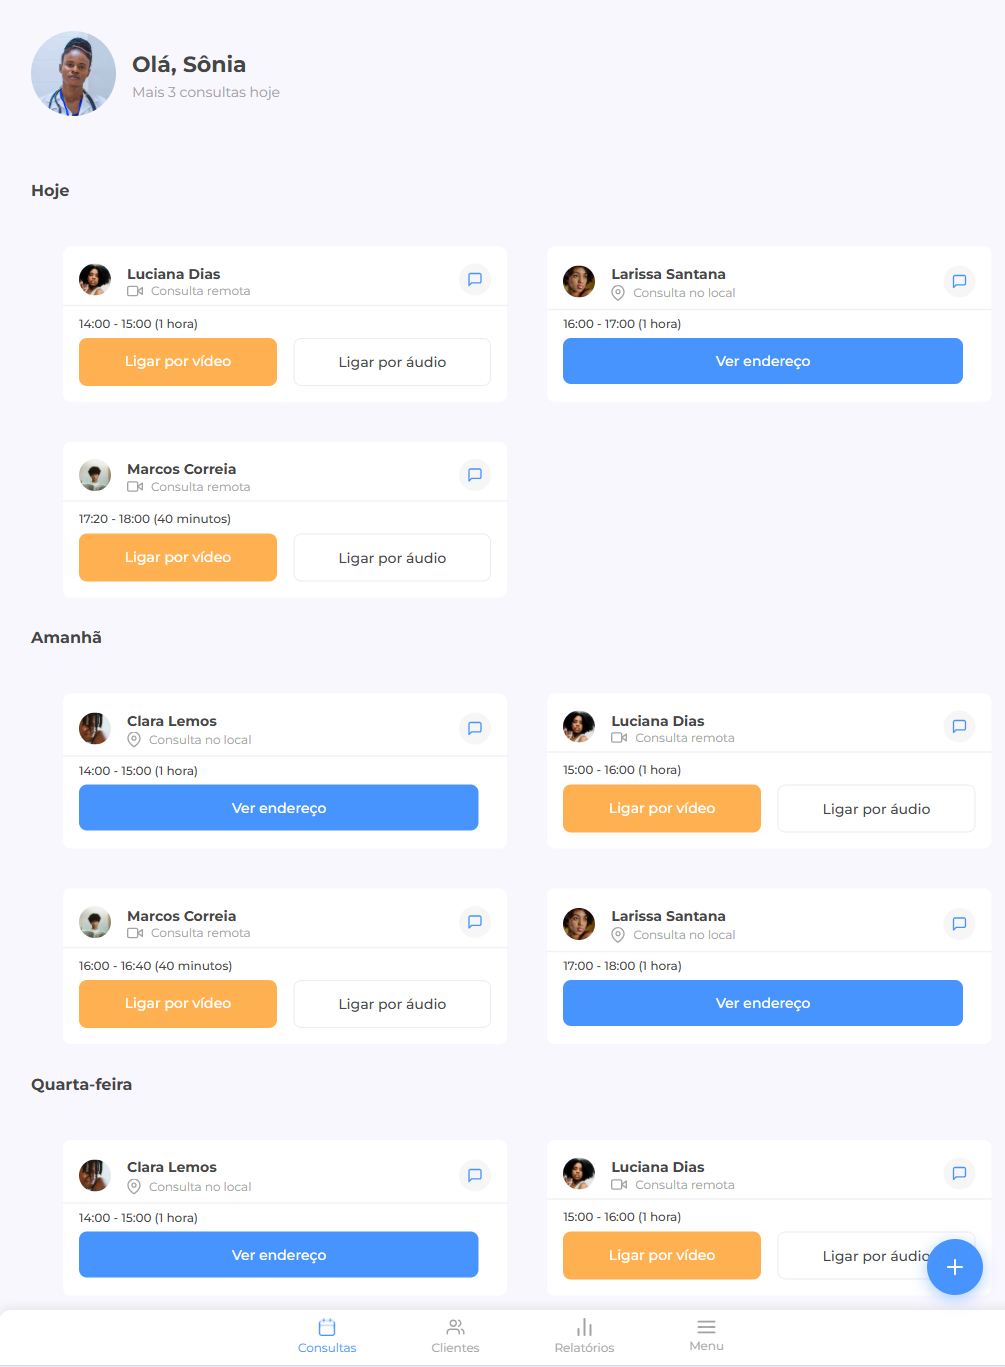 Olá, Sônia
Mais 3 consultas hoje
Hoje
Luciana Dias
Consulta remota
14:00 - 15:00 (1 hora)
Ligar por vídeo
Ligar por áudio
Larissa Santana
Consulta no local
16:00 - 17:00 (1 hora)
Ver endereço
Marcos Correia
Consulta remota
17:20 - 18:00 (40 minutos)
Ligar por vídeo
Ligar por áudio
Amanhã
Clara Lemos
Consulta no local
14:00 - 15:00 (1 hora)
Ver endereço
Luciana Dias
Consulta remota
15:00 - 16:00 (1 hora)
Ligar por vídeo
Ligar por áudio
Marcos Correia
Consulta remota
16:00 - 16:40 (40 minutos)
Ligar por vídeo
Ligar por áudio
Larissa Santana
Consulta no local
17:00 - 18:00 (1 hora)
Ver endereço
Quarta-feira
Clara Lemos
Consulta no local
14:00 - 15:00 (1 hora)
Ver endereço
Luciana Dias
Consulta remota
15:00 - 16:00 (1 hora)
Ligar por vídeo
Ligar por áudio
Consultas
Clientes
Relatórios
Menu